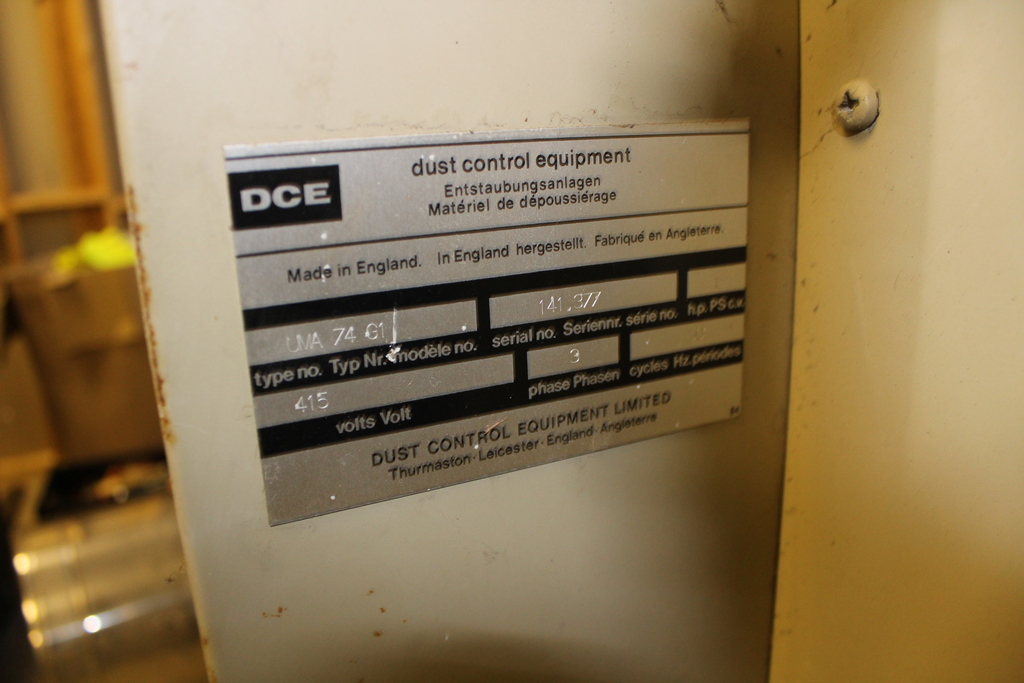 DCE
dust control equipment
Entstaubungsanlagen
Matériel de dépoussiérage
Made in England. In England hergestellt. Fabriqué en Angleterre.
UMA 74 G1 141.977
type no. Typ Nr. modèle no. serial no. Seriennr. série no. h.p. PS c.v.
415 3
volts Volt phase Phasen cycles Hz. périodes
DUST CONTROL EQUIPMENT LIMITED
Thurmaston·Leicester·England·Angleterre